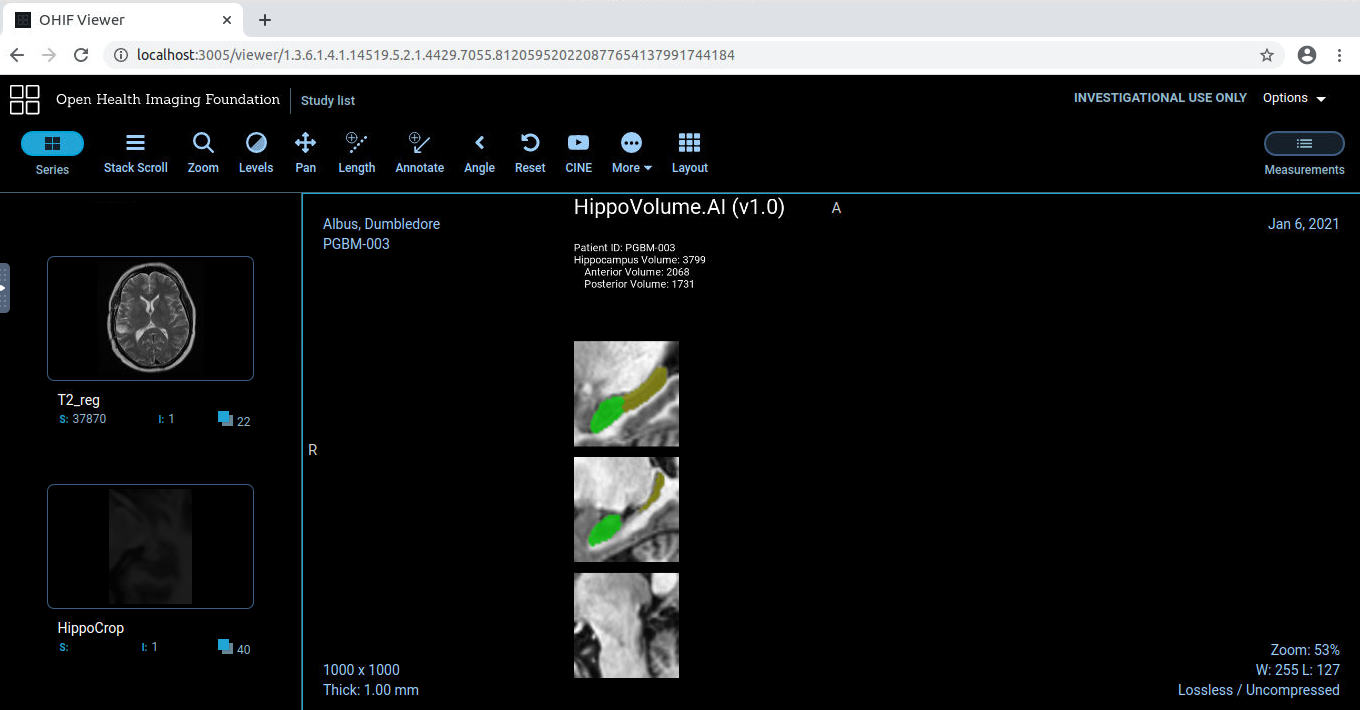 OHIF Viewer
localhost:3005/viewer/1.3.6.1.4.1.14519.5.2.1.4429.7055.812059520220877654137991744184
Open Health Imaging Foundation
Study list
INVESTIGATIONAL USE ONLY
Options
Series
Stack Scroll
Zoom
Levels
Pan
Length
Annotate
Angle
Reset
CINE
More
Layout
Measurements
T2_reg
S: 37870 I: 1 22
HippoCrop
S: I: 1 40
HippoVolume.AI (v1.0)
A
Albus, Dumbledore
PGBM-003
Jan 6, 2021
Patient ID: PGBM-003
Hippocampus Volume: 3799
Anterior Volume: 2068
Posterior Volume: 1731
R
1000 x 1000
Thick: 1.00 mm
Zoom: 53%
W: 255 L: 127
Lossless / Uncompressed